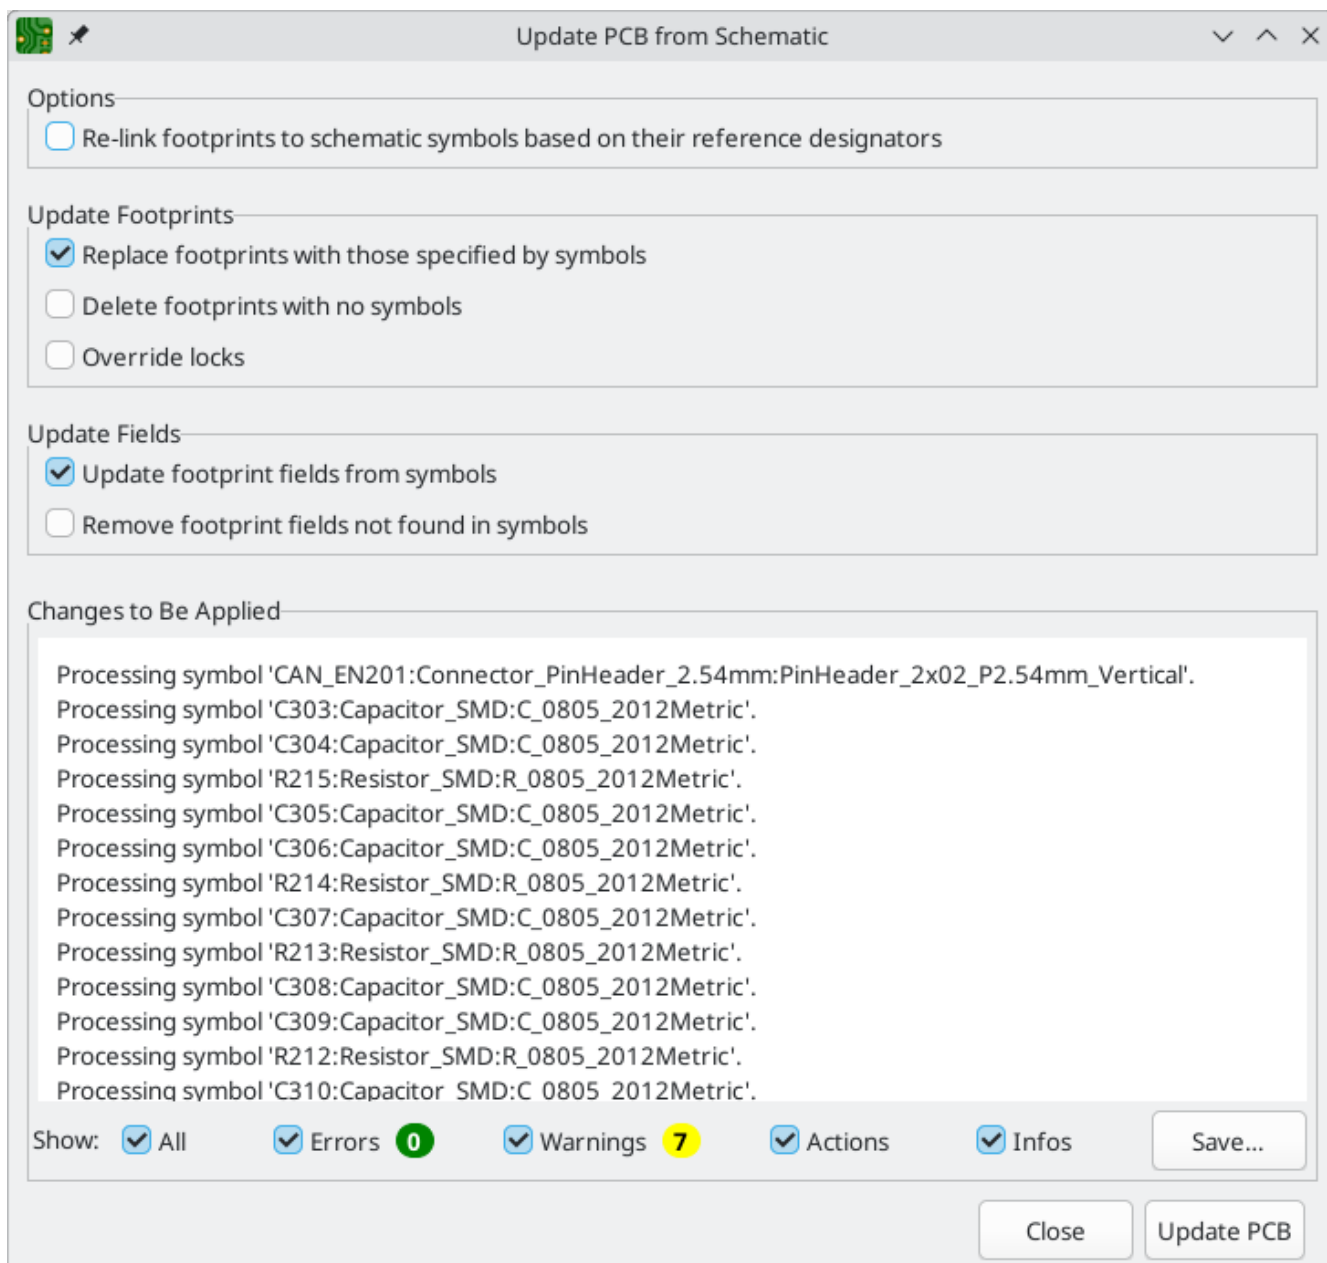 Update PCB from Schematic
Options
Re-link footprints to schematic symbols based on their reference designators
Update Footprints
Replace footprints with those specified by symbols
Delete footprints with no symbols
Override locks
Update Fields
Update footprint fields from symbols
Remove footprint fields not found in symbols
Changes to Be Applied
Processing symbol 'CAN_EN201:Connector_PinHeader_2.54mm:PinHeader_2x02_P2.54mm_Vertical'.
Processing symbol 'C303:Capacitor_SMD:C_0805_2012Metric'.
Processing symbol 'C304:Capacitor_SMD:C_0805_2012Metric'.
Processing symbol 'R215:Resistor_SMD:R_0805_2012Metric'.
Processing symbol 'C305:Capacitor_SMD:C_0805_2012Metric'.
Processing symbol 'C306:Capacitor_SMD:C_0805_2012Metric'.
Processing symbol 'R214:Resistor_SMD:R_0805_2012Metric'.
Processing symbol 'C307:Capacitor_SMD:C_0805_2012Metric'.
Processing symbol 'R213:Resistor_SMD:R_0805_2012Metric'.
Processing symbol 'C308:Capacitor_SMD:C_0805_2012Metric'.
Processing symbol 'C309:Capacitor_SMD:C_0805_2012Metric'.
Processing symbol 'R212:Resistor_SMD:R_0805_2012Metric'.
Processing symbol 'C310:Capacitor_SMD:C_0805_2012Metric'.
Show: All Errors 0 Warnings 7 Actions Infos Save...
Close Update PCB